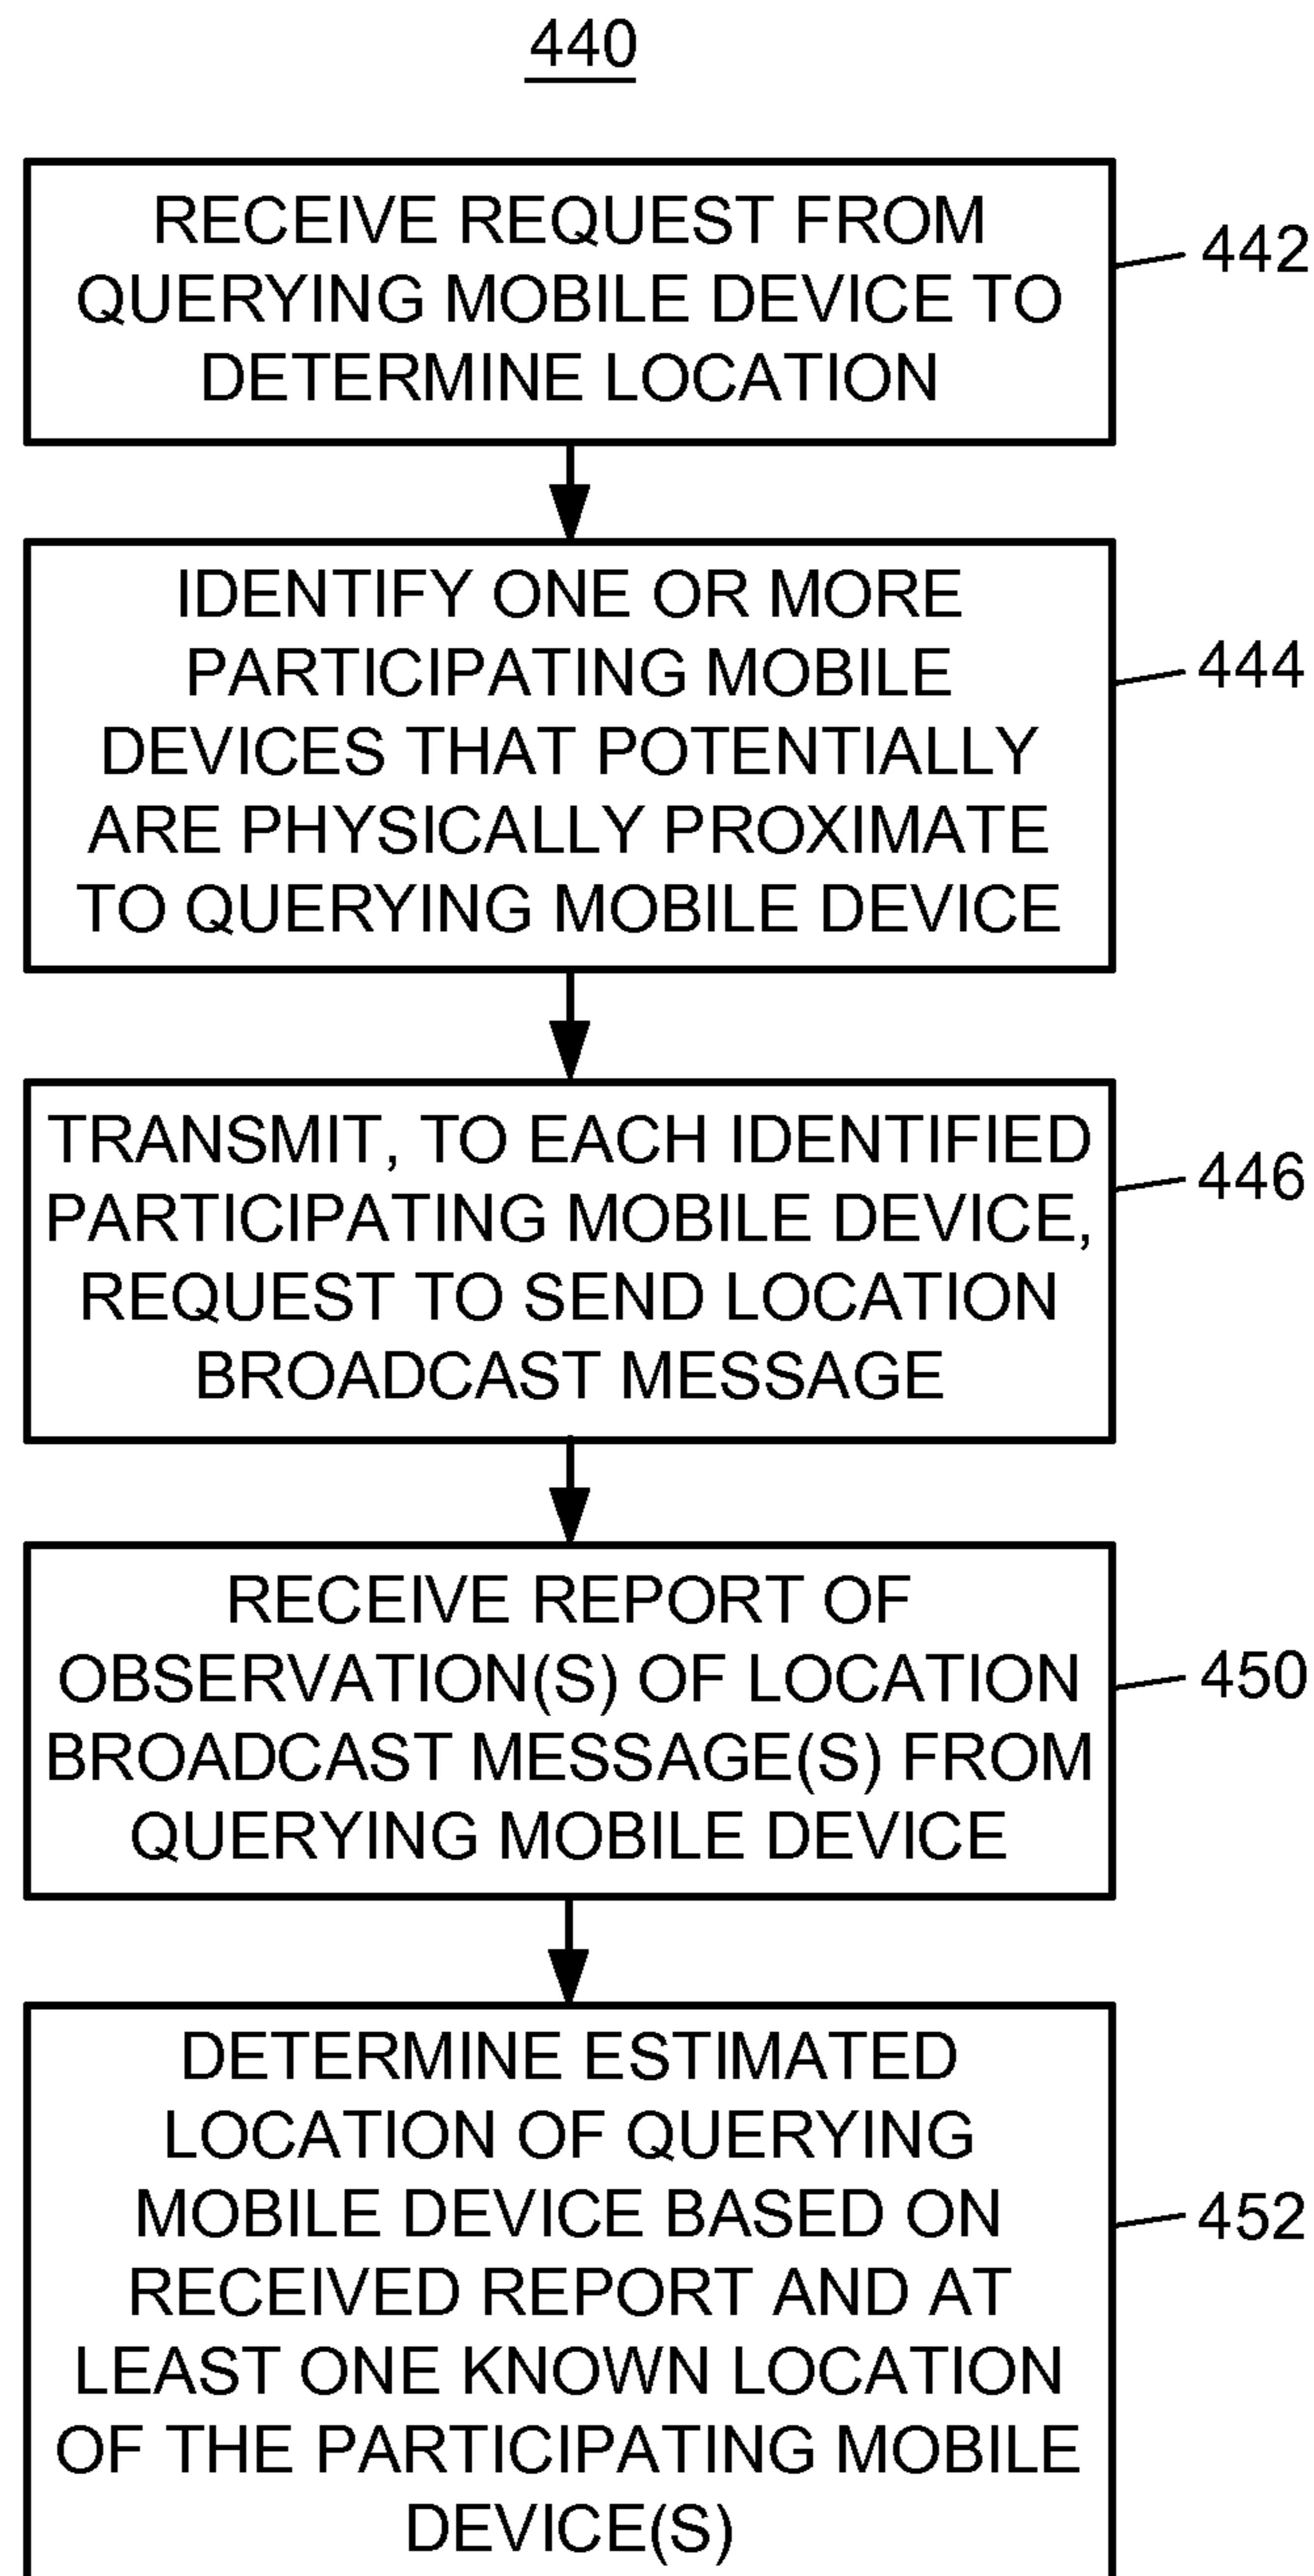 440
RECEIVE REQUEST FROM
QUERYING MOBILE DEVICE TO
DETERMINE LOCATION
442
IDENTIFY ONE OR MORE
PARTICIPATING MOBILE
DEVICES THAT POTENTIALLY
ARE PHYSICALLY PROXIMATE
TO QUERYING MOBILE DEVICE
444
TRANSMIT, TO EACH IDENTIFIED
PARTICIPATING MOBILE DEVICE,
REQUEST TO SEND LOCATION
BROADCAST MESSAGE
446
RECEIVE REPORT OF
OBSERVATION(S) OF LOCATION
BROADCAST MESSAGE(S) FROM
QUERYING MOBILE DEVICE
450
DETERMINE ESTIMATED
LOCATION OF QUERYING
MOBILE DEVICE BASED ON
RECEIVED REPORT AND AT
LEAST ONE KNOWN LOCATION
OF THE PARTICIPATING MOBILE
DEVICE(S)
452